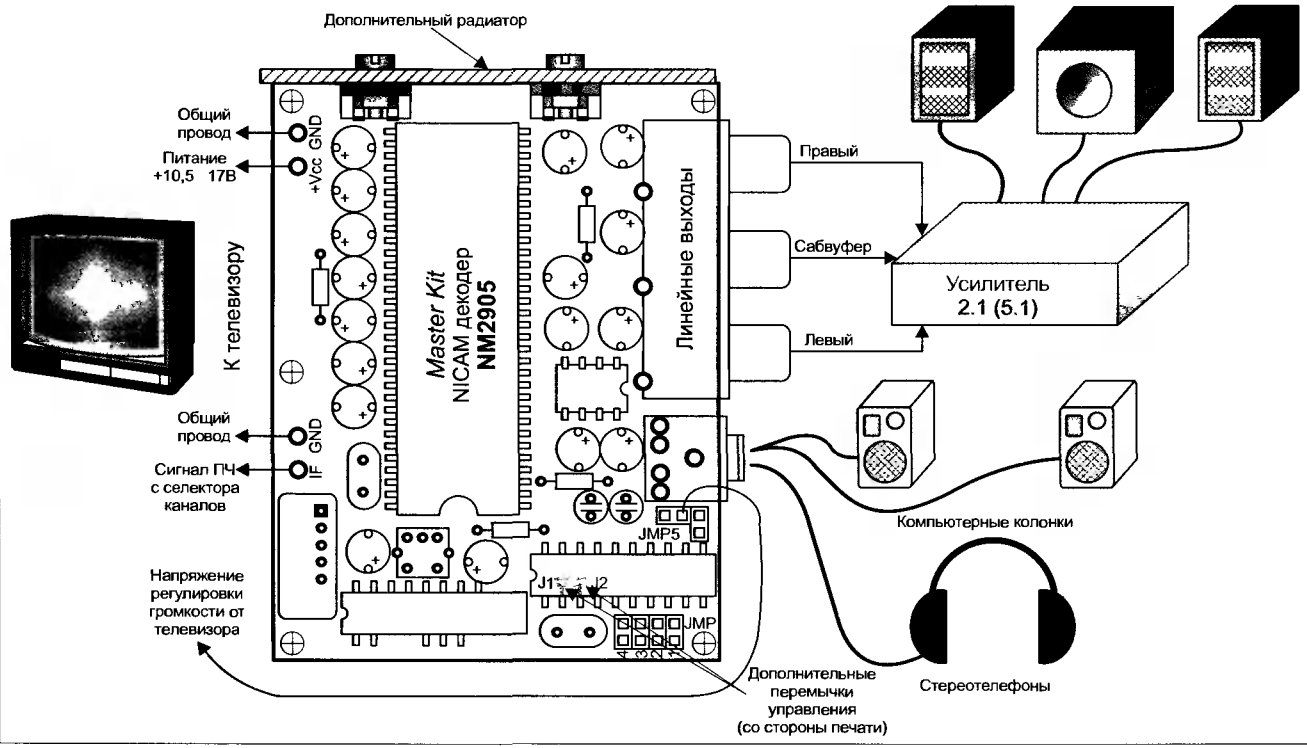 Дополнительный радиатор
Общий
провод
GND
Питание
+10,5 17В
+Vcc
К телевизору
Общий
провод
GND
Сигнал ПЧ
с селектора
каналов
IF
Напряжение
регулировки
громкости от
телевизора
Master Kit
NICAM декодер
NM2905
Линейные выходы
Правый
Сабвуфер
Левый
Усилитель
2.1 (5.1)
Компьютерные колонки
Стереотелефоны
JMP5
J1
J2
JMP
4
3
2
1
Дополнительные
перемычки
управления
(со стороны печати)